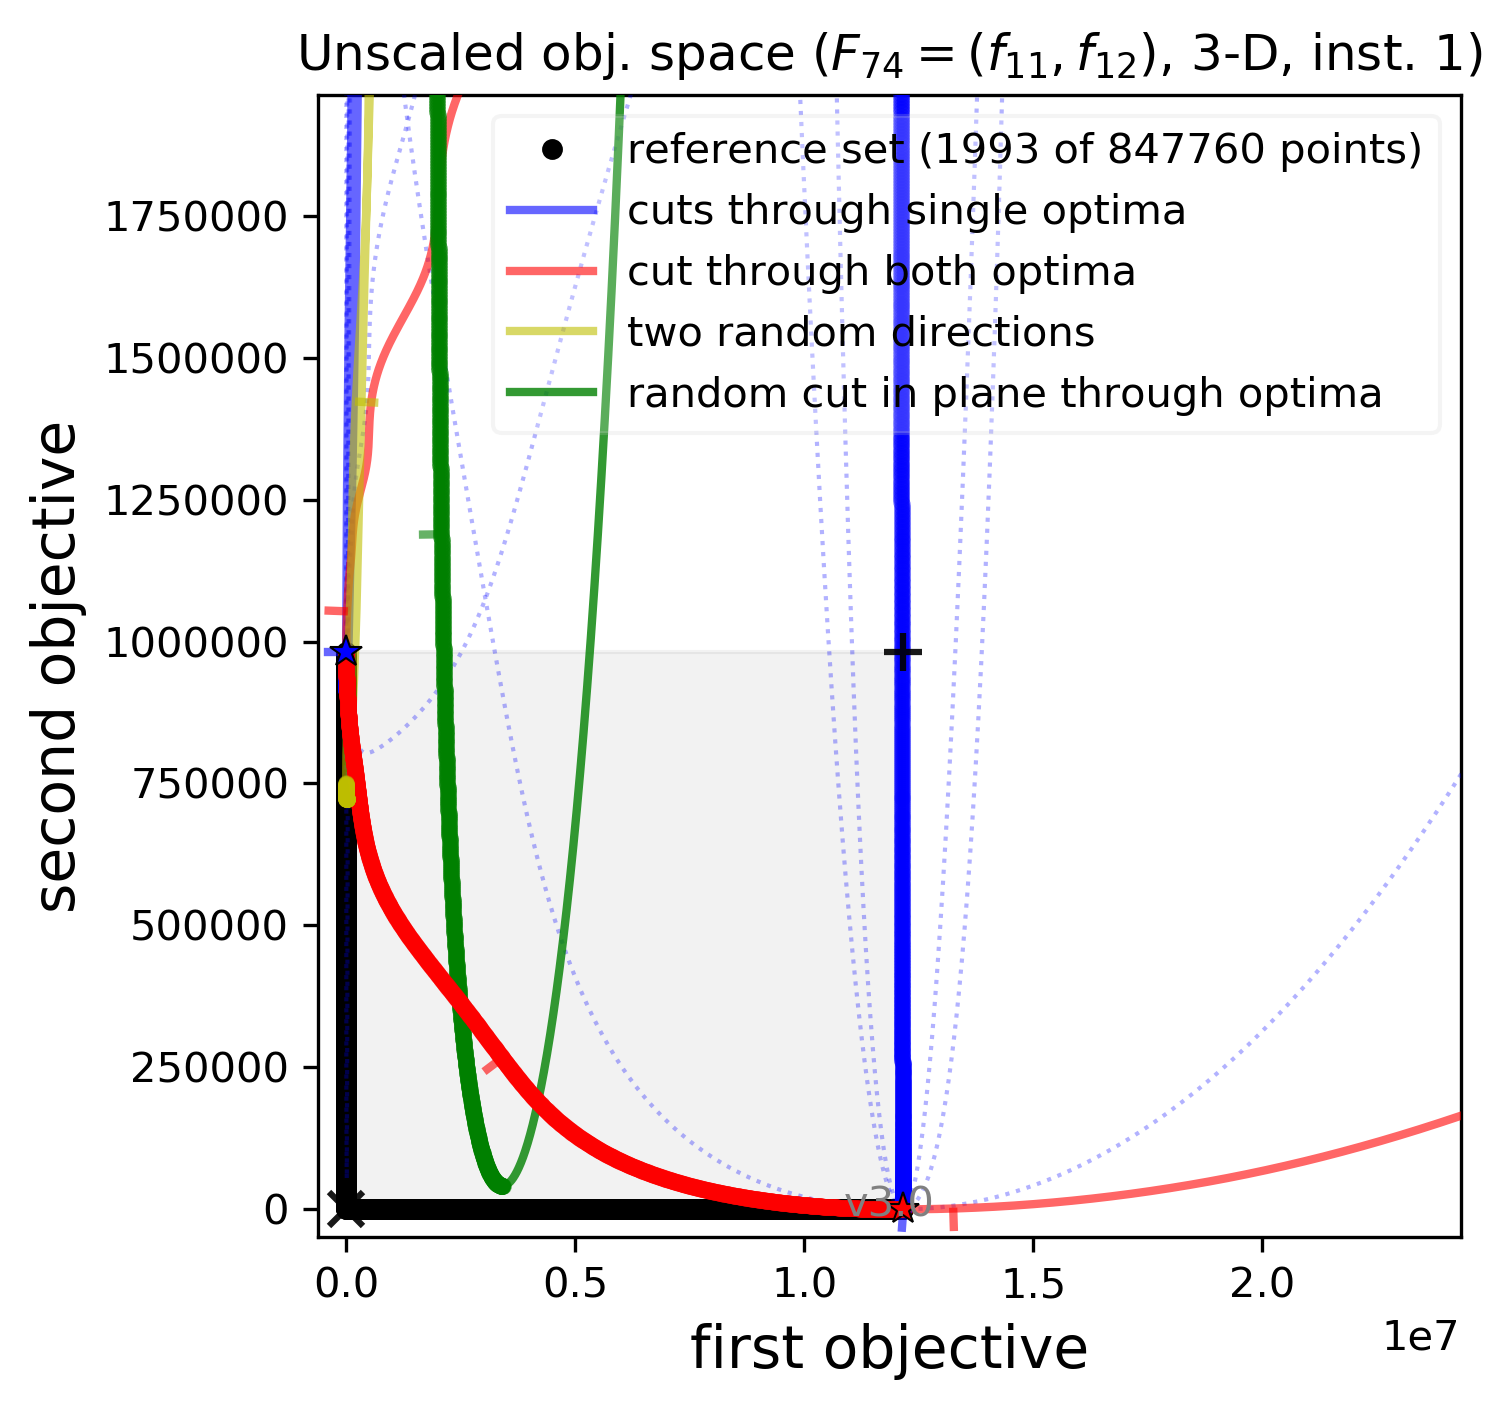 Unscaled obj. space (F74 = (f11, f12), 3-D, inst. 1)
reference set (1993 of 847760 points)
cuts through single optima
cut through both optima
two random directions
random cut in plane through optima
second objective
1750000
1500000
1250000
1000000
750000
500000
250000
0
v3.0
0.0 0.5 1.0 1.5 2.0
1e7
first objective